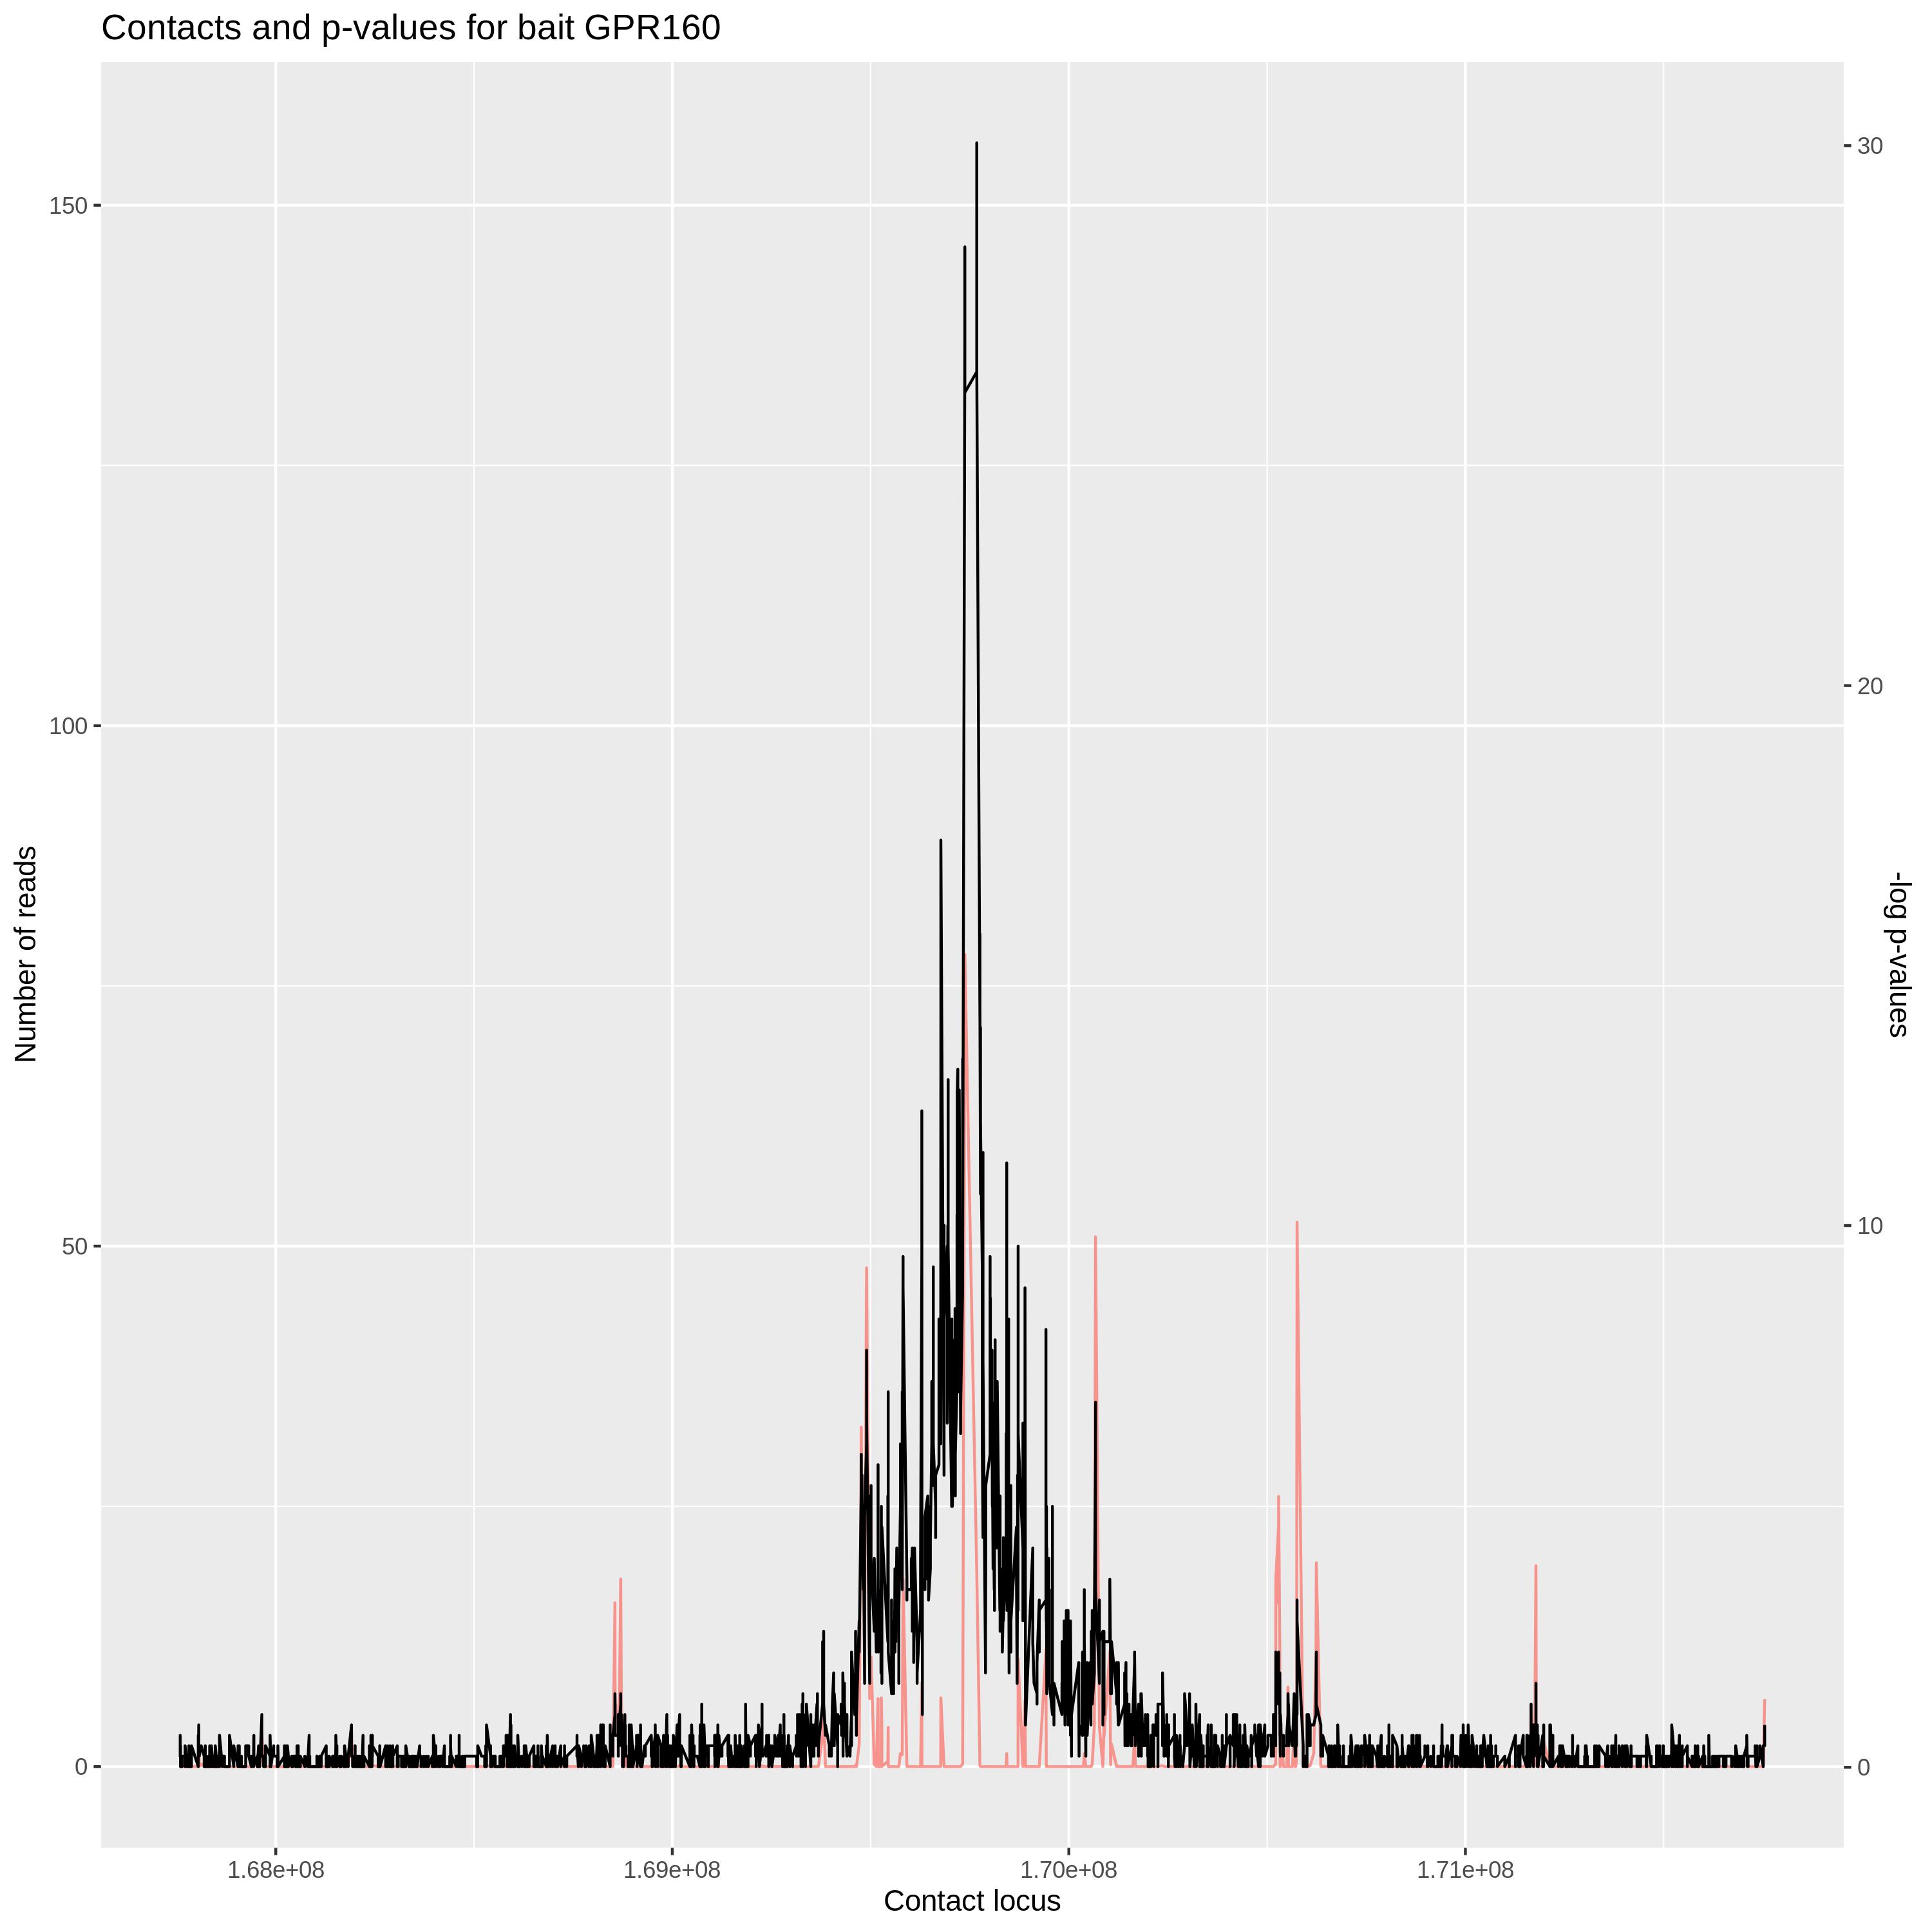 Contacts and p-values for bait GPR160
150
100
50
0
Number of reads
30
20
10
0
-log p-values
1.68e+08 1.69e+08 1.70e+08 1.71e+08
Contact locus